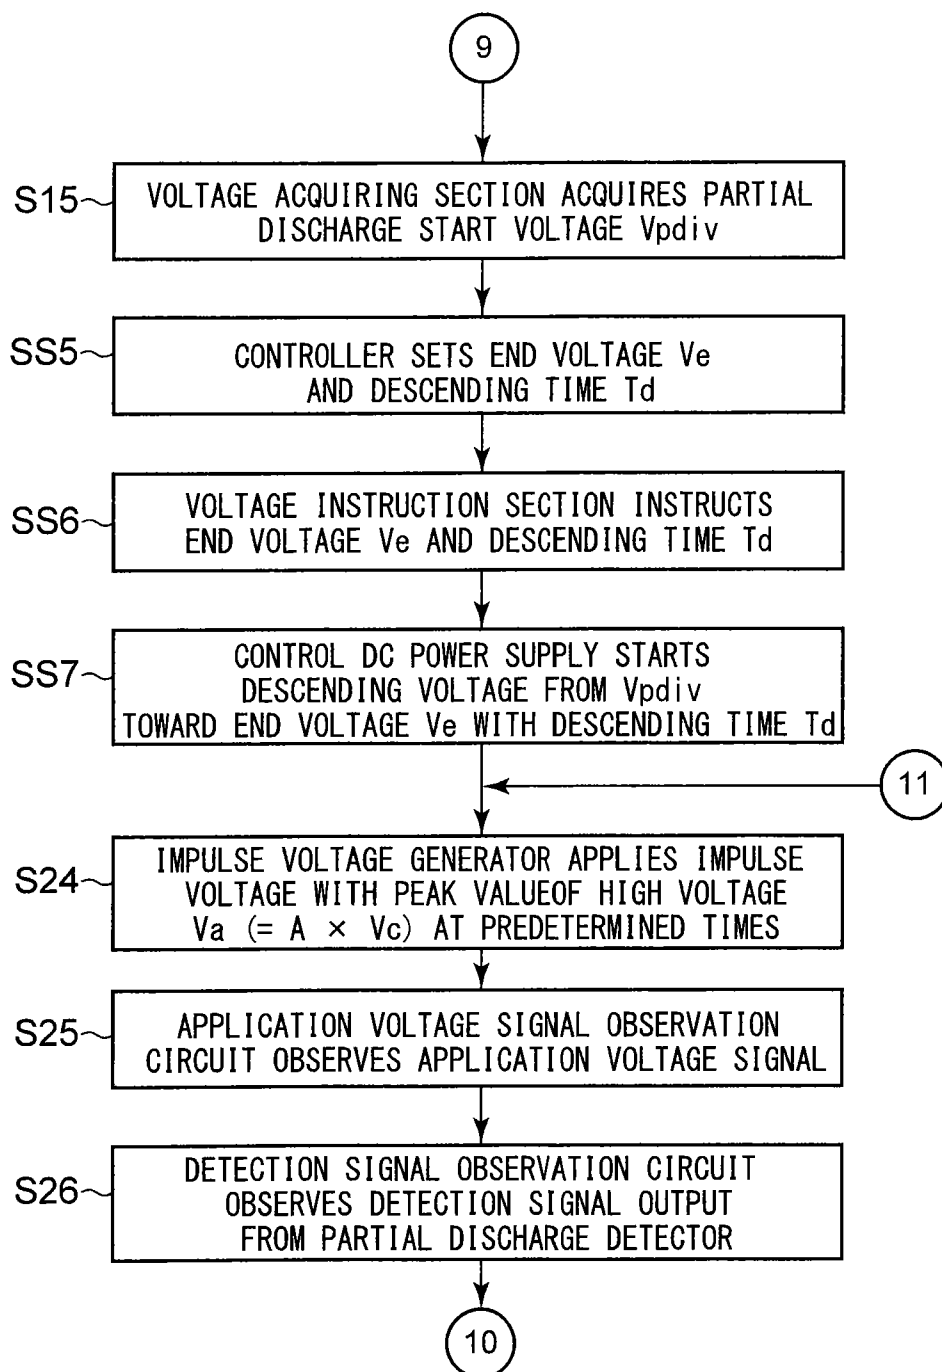 9
S15
VOLTAGE ACQUIRING SECTION ACQUIRES PARTIAL
DISCHARGE START VOLTAGE Vpdiv
SS5
CONTROLLER SETS END VOLTAGE Ve
AND DESCENDING TIME Td
SS6
VOLTAGE INSTRUCTION SECTION INSTRUCTS
END VOLTAGE Ve AND DESCENDING TIME Td
SS7
CONTROL DC POWER SUPPLY STARTS
DESCENDING VOLTAGE FROM Vpdiv
TOWARD END VOLTAGE Ve WITH DESCENDING TIME Td
11
S24
IMPULSE VOLTAGE GENERATOR APPLIES IMPULSE
VOLTAGE WITH PEAK VALUEOF HIGH VOLTAGE
Va (= A × Vc) AT PREDETERMINED TIMES
S25
APPLICATION VOLTAGE SIGNAL OBSERVATION
CIRCUIT OBSERVES APPLICATION VOLTAGE SIGNAL
S26
DETECTION SIGNAL OBSERVATION CIRCUIT
OBSERVES DETECTION SIGNAL OUTPUT
FROM PARTIAL DISCHARGE DETECTOR
10